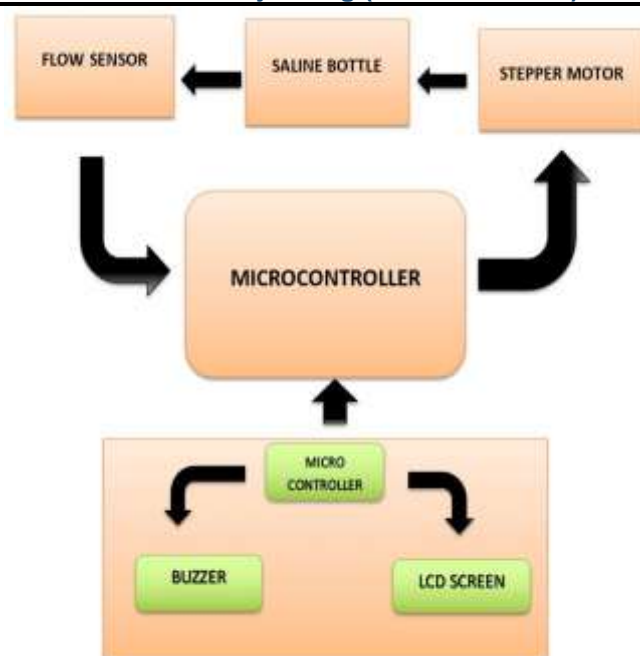 FLOW SENSOR
SALINE BOTTLE
STEPPER MOTOR
MICROCONTROLLER
MICRO
CONTROLLER
BUZZER
LCD SCREEN